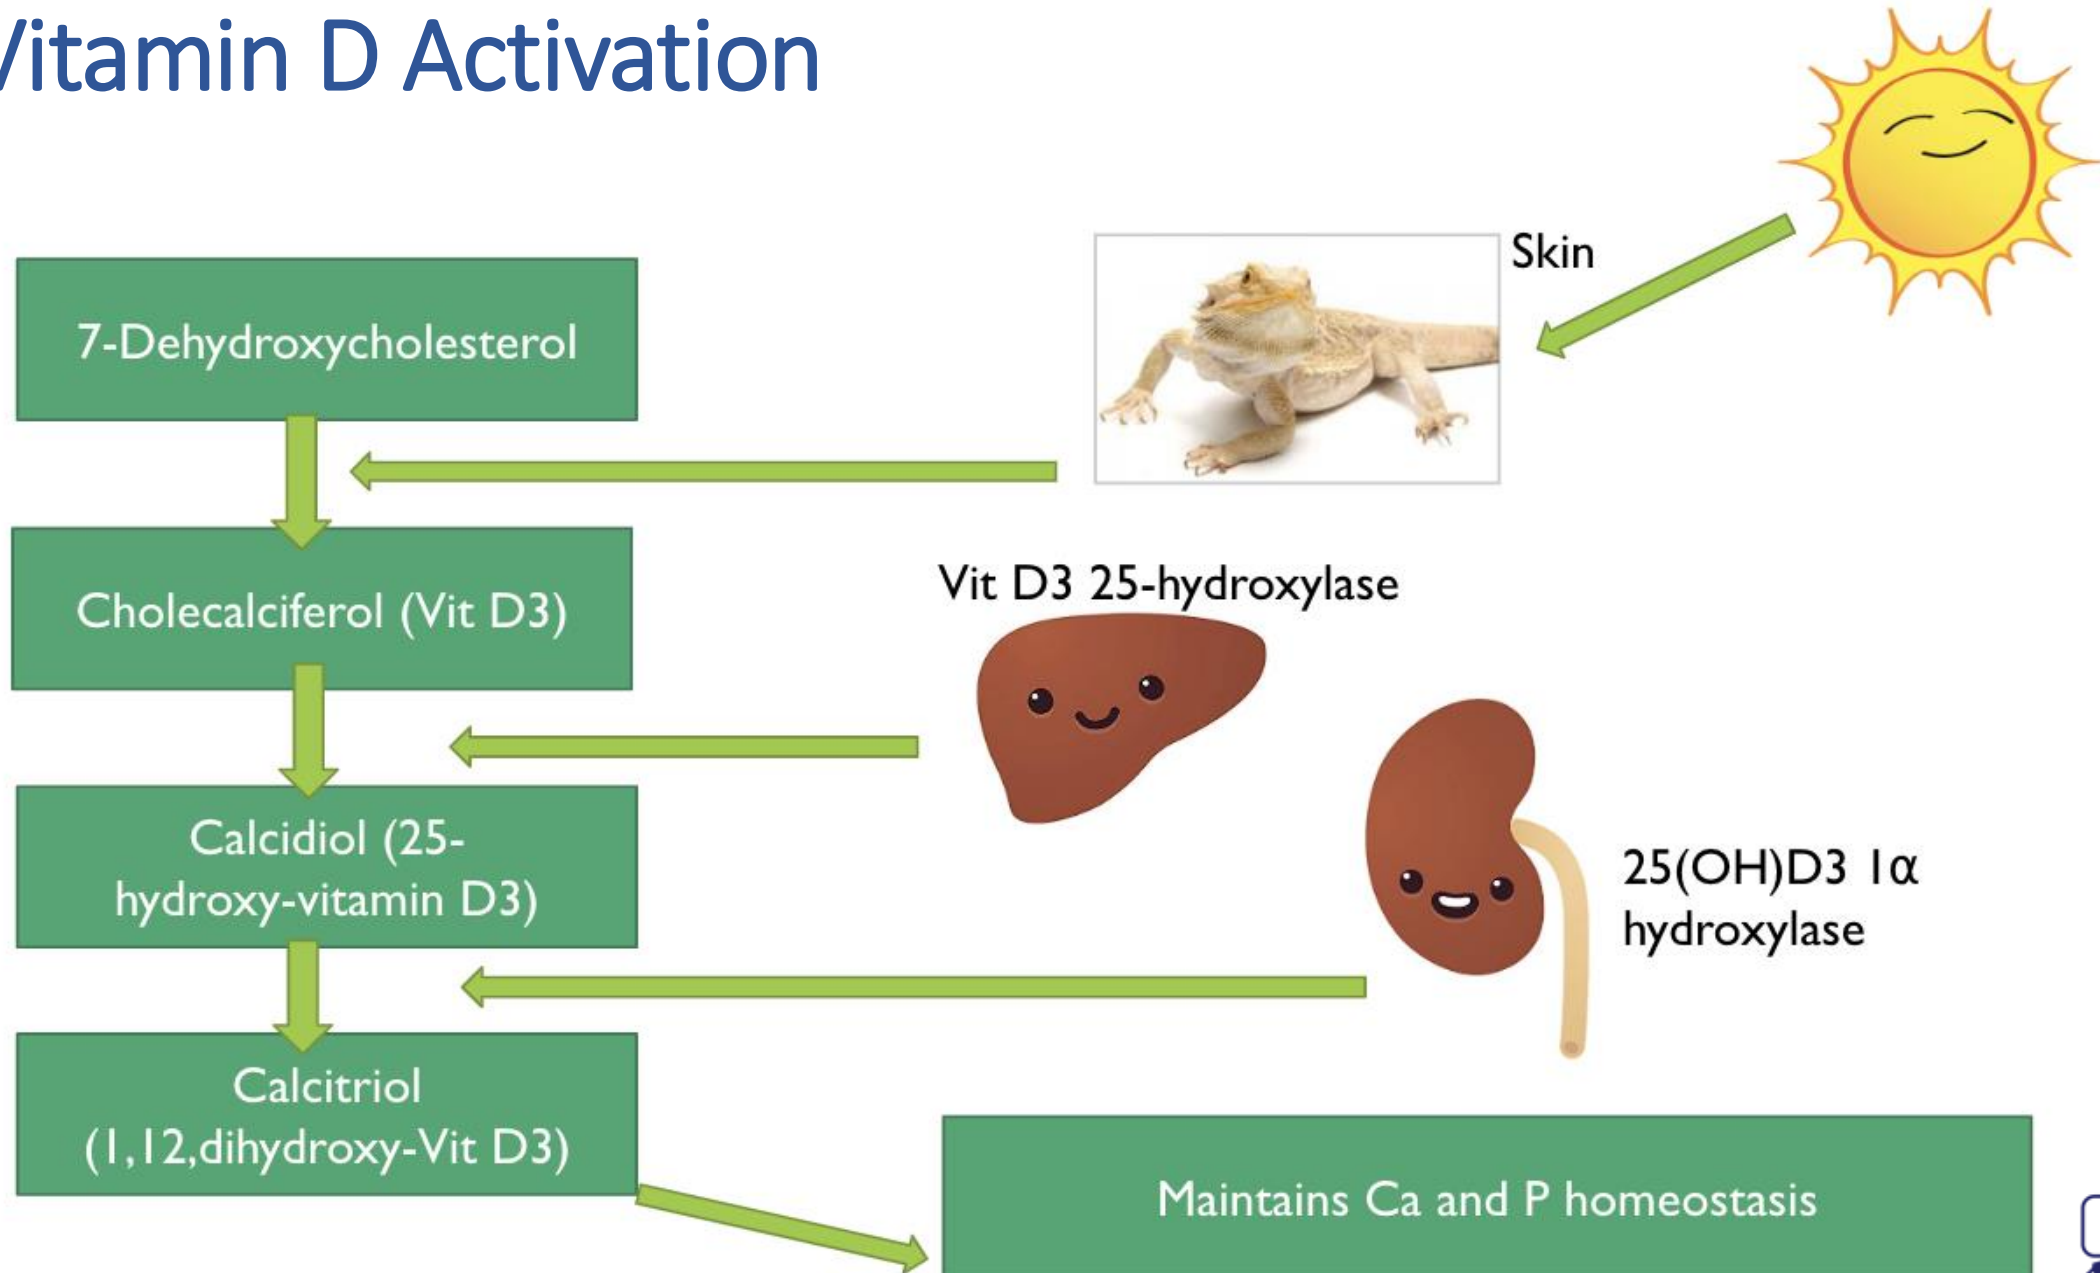 Vitamin D Activation
Skin
7-Dehydroxycholesterol
Cholecalciferol (Vit D3)
Vit D3 25-hydroxylase
Calcidiol (25-
hydroxy-vitamin D3)
25(OH)D3 1α
hydroxylase
Calcitriol
(1,12,dihydroxy-Vit D3)
Maintains Ca and P homeostasis